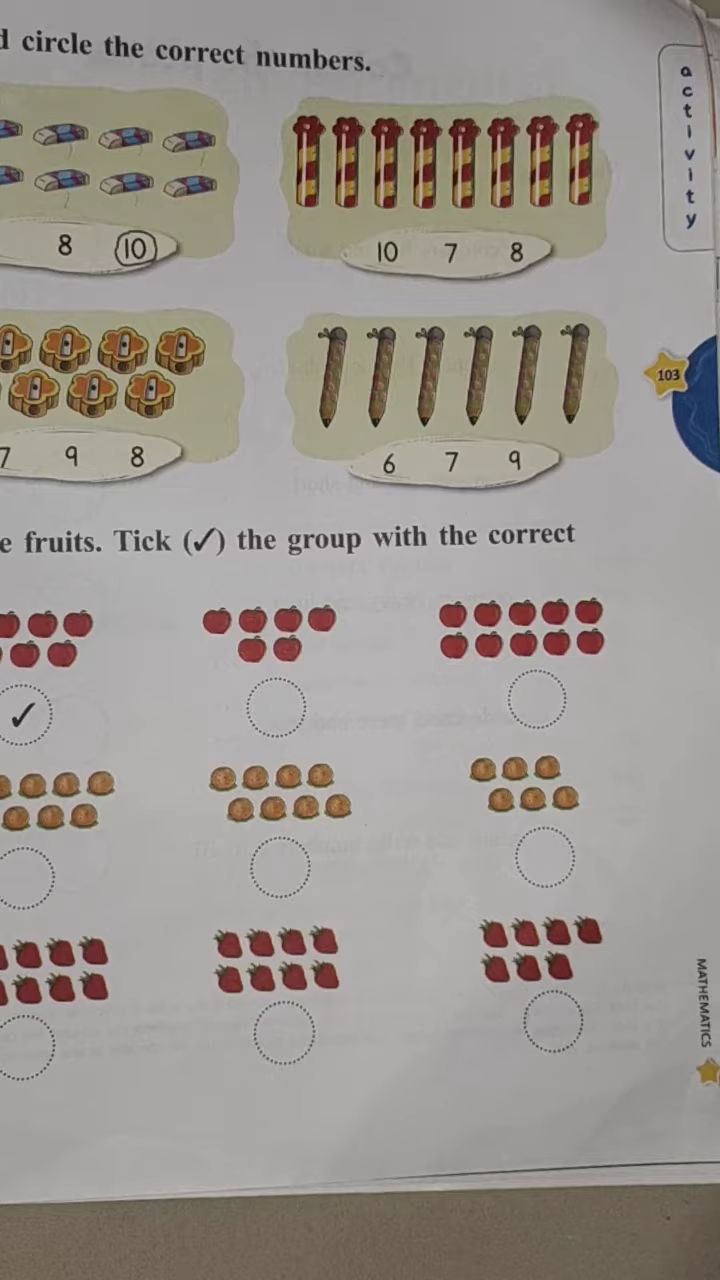 circle the correct numbers.
activity
8 10
10 7 8
103
7 9 8
6 7 9
fruits. Tick (✓) the group with the correct
✓
MATHEMATICS